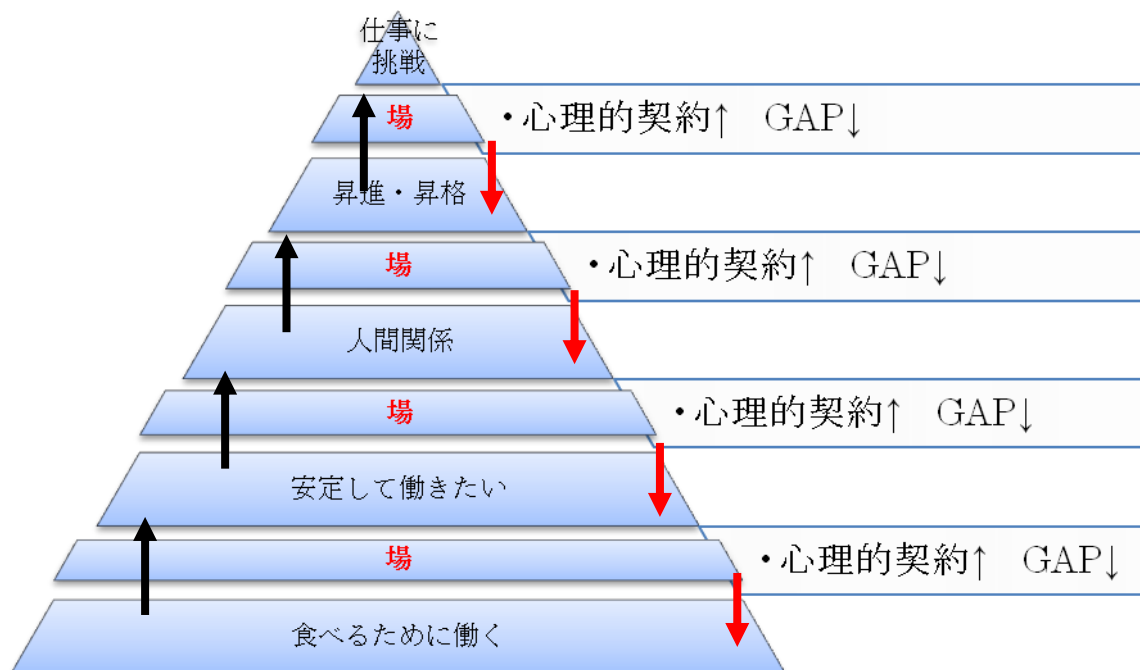 仕事に
挑戦
場
・心理的契約↑ GAP↓
昇進・昇格
場
・心理的契約↑ GAP↓
人間関係
場
・心理的契約↑ GAP↓
安定して働きたい
場
・心理的契約↑ GAP↓
食べるために働く